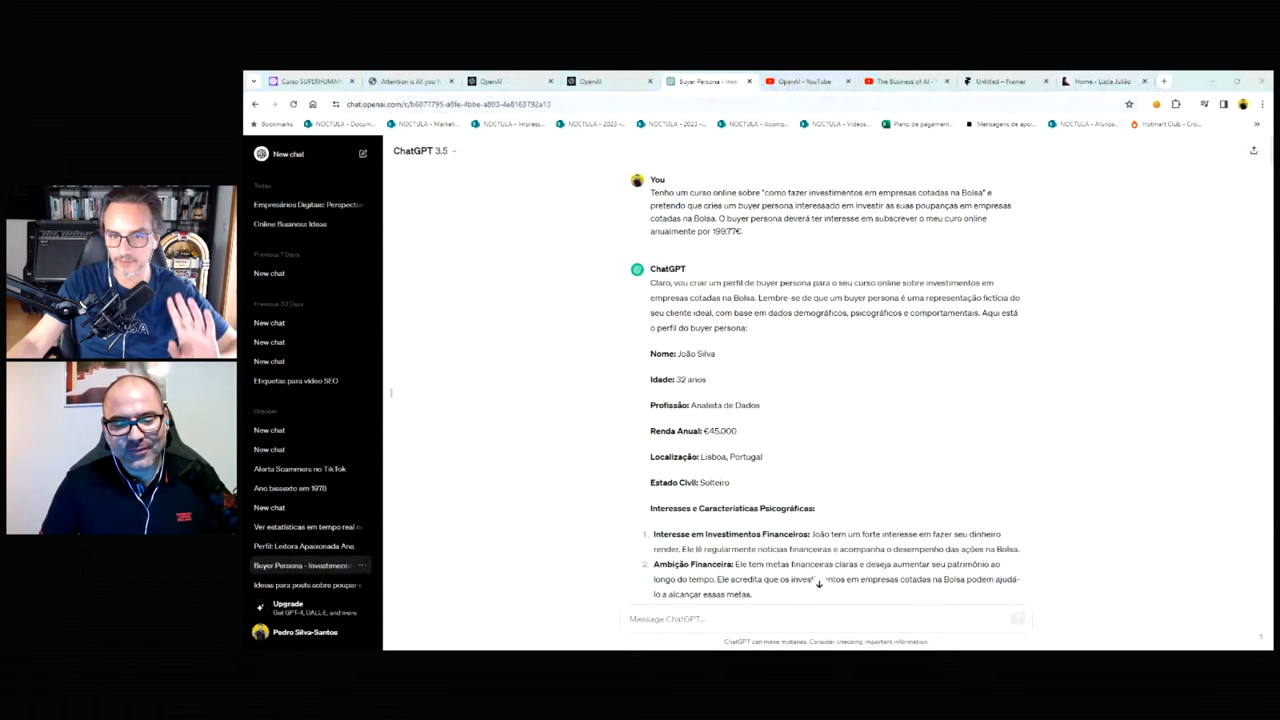 Curso SUPERHUMAN
Attention is All you N
OpenAI
OpenAI
Buyer Persona - Inve
OpenAI - YouTube
The Business of AI -
Untitled – Framer
Home - Lúcia Julião
chat.openai.com/c/b6877795-a8fe-4bbe-a803-4e8163792a13
Bookmarks
NOCTULA - Docum...
NOCTULA - Marketi...
NOCTULA - Impress...
NOCTULA - 2023 -...
NOCTULA - 2023 -...
NOCTULA - Acomp...
NOCTULA - Vídeos...
Plano de pagament...
Mensagens de apoi...
NOCTULA - Alunos...
Hotmart Club - Cro...
New chat
Today
Empresários Digitais: Perspectiv
Online Business Ideas
Previous 7 Days
New chat
Previous 30 Days
New chat
New chat
New chat
Etiquetas para vídeo SEO
October
New chat
New chat
Alerta Scammers no TikTok
Ano bissexto em 1978
New chat
Ver estatísticas em tempo real n
Perfil: Leitora Apaixonada Ana
Buyer Persona - Investimento
Ideias para posts sobre poupar e
Upgrade
Get GPT-4, DALL·E, and more
Pedro Silva-Santos
ChatGPT 3.5
You
Tenho um curso online sobre "como fazer investimentos em empresas cotadas na Bolsa" e
pretendo que cries um buyer persona interessado em investir as suas poupanças em empresas
cotadas na Bolsa. O buyer persona deverá ter interesse em subscrever o meu curo online
anualmente por 199,77€.
ChatGPT
Claro, vou criar um perfil de buyer persona para o seu curso online sobre investimentos em
empresas cotadas na Bolsa. Lembre-se de que um buyer persona é uma representação fictícia do
seu cliente ideal, com base em dados demográficos, psicográficos e comportamentais. Aqui está
o perfil do buyer persona:
Nome: João Silva
Idade: 32 anos
Profissão: Analista de Dados
Renda Anual: €45.000
Localização: Lisboa, Portugal
Estado Civil: Solteiro
Interesses e Características Psicográficas:
1. Interesse em Investimentos Financeiros: João tem um forte interesse em fazer seu dinheiro
render. Ele lê regularmente notícias financeiras e acompanha o desempenho das ações na Bolsa.
2. Ambição Financeira: Ele tem metas financeiras claras e deseja aumentar seu patrimônio ao
longo do tempo. Ele acredita que os investimentos em empresas cotadas na Bolsa podem ajudá-
lo a alcançar essas metas.
Message ChatGPT...
ChatGPT can make mistakes. Consider checking important information.